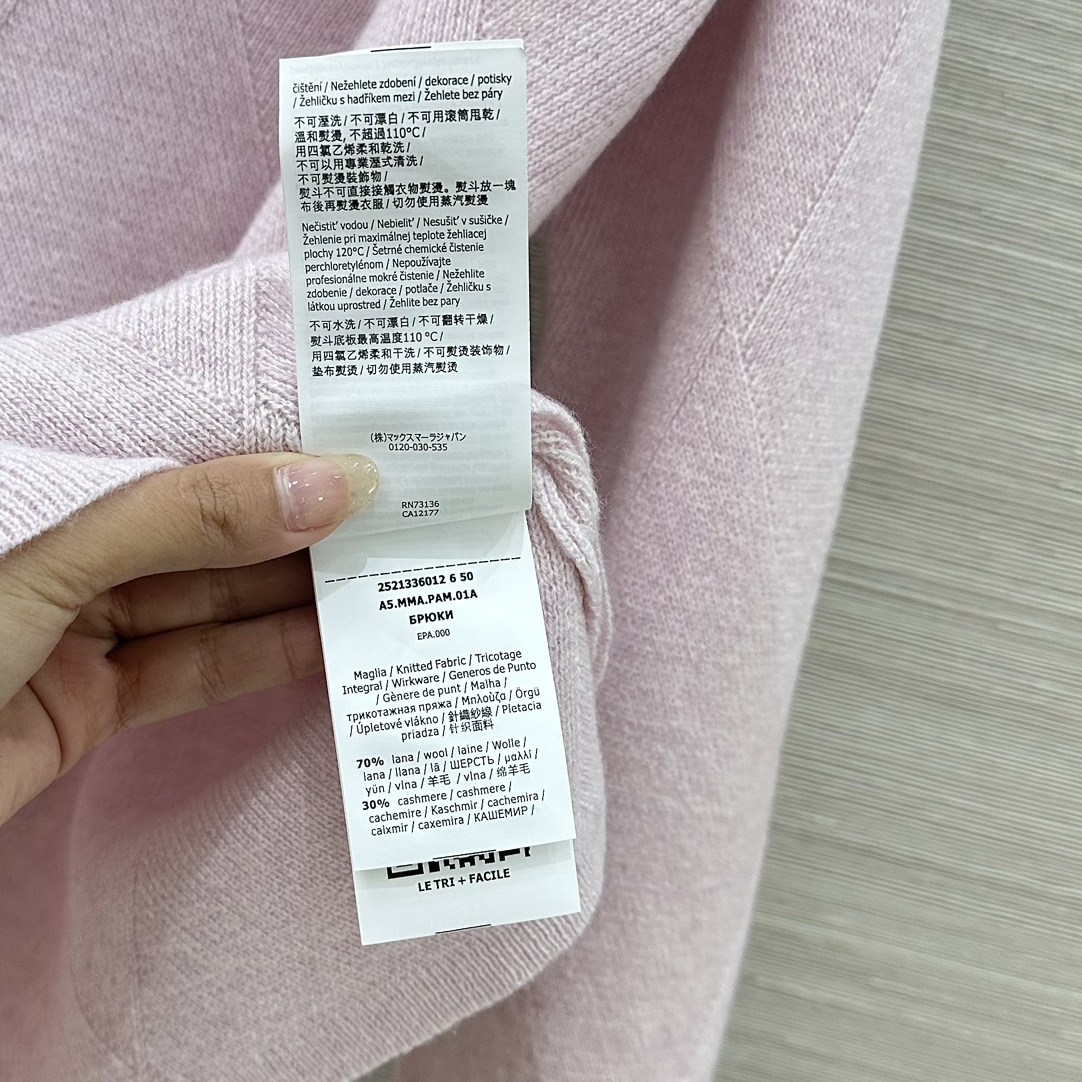 čištění / Nežehlete zdobení / dekorace / potisky
/ Žehličku s hadříkem mezi / Žehlete bez páry
不可溼洗 / 不可漂白 / 不可用滚筒甩乾 /
溫和熨燙, 不超過110°C /
用四氯乙烯柔和乾洗 /
不可以用專業溼式清洗 /
不可熨燙裝飾物 /
熨斗不可直接接觸衣物熨燙。熨斗放一塊
布後再熨燙衣服 / 切勿使用蒸汽熨燙
Nečistiť vodou / Nebieliť / Nesušiť v sušičke /
Žehlenie pri maximálnej teplote žehliacej
plochy 120°C / Šetrné chemické čistenie
perchloretylénom / Nepoužívajte
profesionálne mokré čistenie / Nežehlite
zdobenie / dekorace / potlače / Žehličku s
látkou uprostred / Žehlite bez pary
不可水洗 / 不可漂白 / 不可翻转干燥 /
熨斗底板最高温度110 °C /
用四氯乙烯柔和干洗 / 不可熨烫装饰物 /
垫布熨烫 / 切勿使用蒸汽熨烫
(株)マックスマーラジャパン
0120-030-535
RN73136
CA12177
2521336012 6 50
A5.MMA.PAM.01A
БРЮКИ
EPA.000
Maglia / Knitted Fabric / Tricotage
Integral / Wirkware / Generos de Punto
/ Gènere de punt / Malha /
трикотажная пряжа / Μπλούζα / Örgü
/ Úpletové vlákno / 針織紗線 / Pletacia
priadza / 针织面料
70% lana / wool / laine / Wolle /
lana / llana / lã / ШЕРСТЬ / μαλλί /
yün / vlna / 羊毛 / vlna / 绵羊毛
30% cashmere / cashmere /
cachemire / Kaschmir / cachemira /
caixmir / caxemira / КАШЕМИР /
LE TRI + FACILE